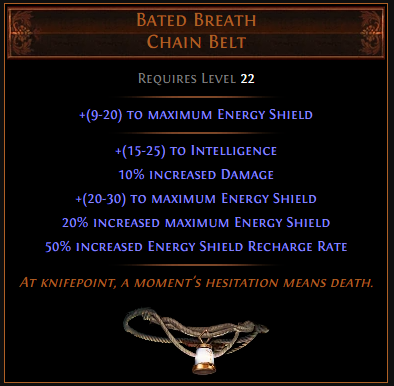 Bated Breath
Chain Belt
Requires Level 22
+(9-20) to maximum Energy Shield
+(15-25) to Intelligence
10% increased Damage
+(20-30) to maximum Energy Shield
20% increased maximum Energy Shield
50% increased Energy Shield Recharge Rate
At knifepoint, a moment's hesitation means death.